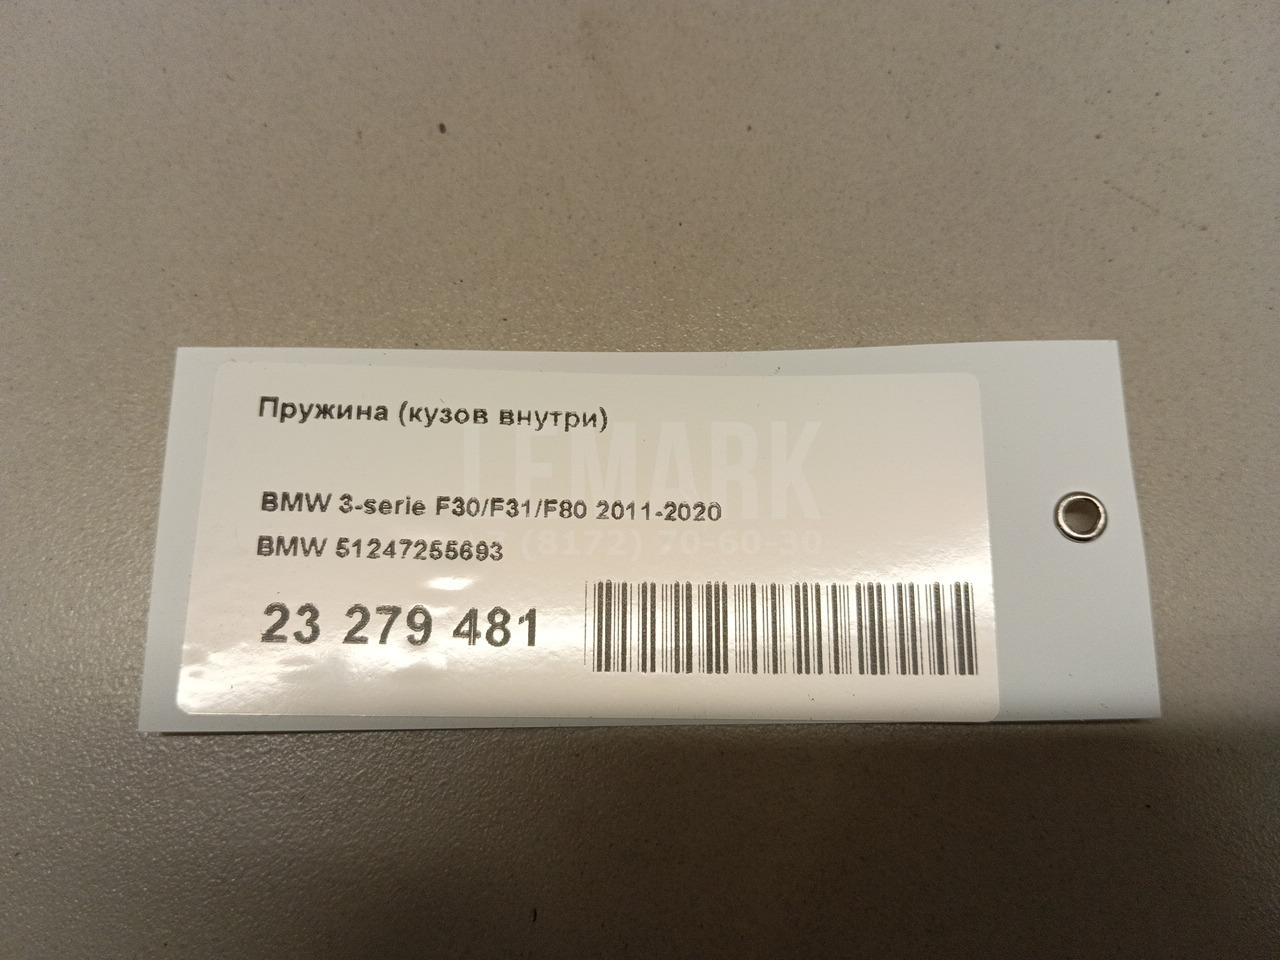 Пружина (кузов внутри)
LEMARK
BMW 3-serie F30/F31/F80 2011-2020
(8172) 70-60-30
BMW 51247255693
23 279 481